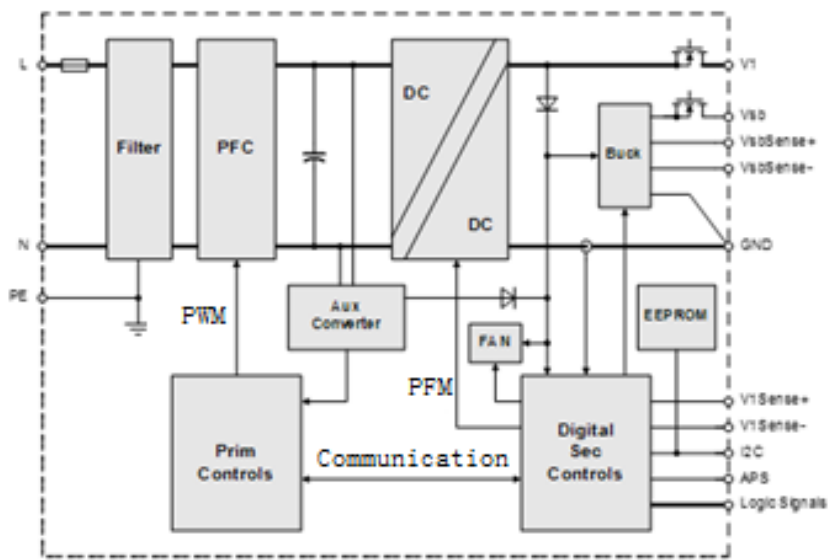 L
V1
DC
Vsb
Filter
PFC
Buck
VsbSense+
VsbSense-
DC
N
GND
PE
PWM
Aux
Converter
EEPROM
FAN
PFM
V1Sense+
V1Sense-
Digital
Sec
Controls
Prim
Controls
Communication
I2C
APS
Logic Signals